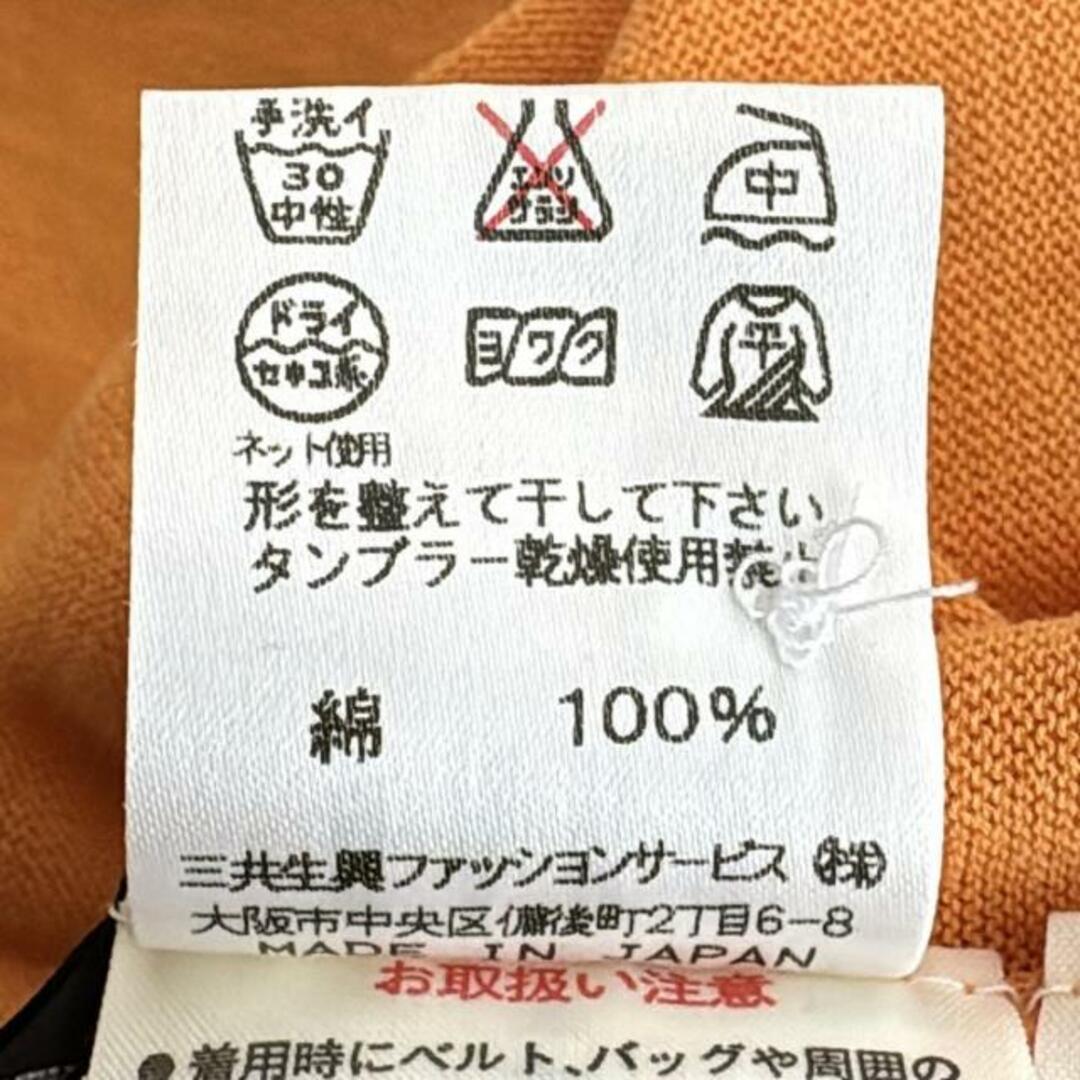 手洗イ
30
中性
エンソ
サラシ
中
ドライ
セキユ系
ヨワク
平
ネット使用
形を整えて干して下さい
タンブラー乾燥使用禁止
綿 100%
三共生興ファッションサービス ㈱
大阪市中央区備後町2丁目6-8
MADE IN JAPAN
お取扱い注意
●着用時にベルト、バッグや周囲の